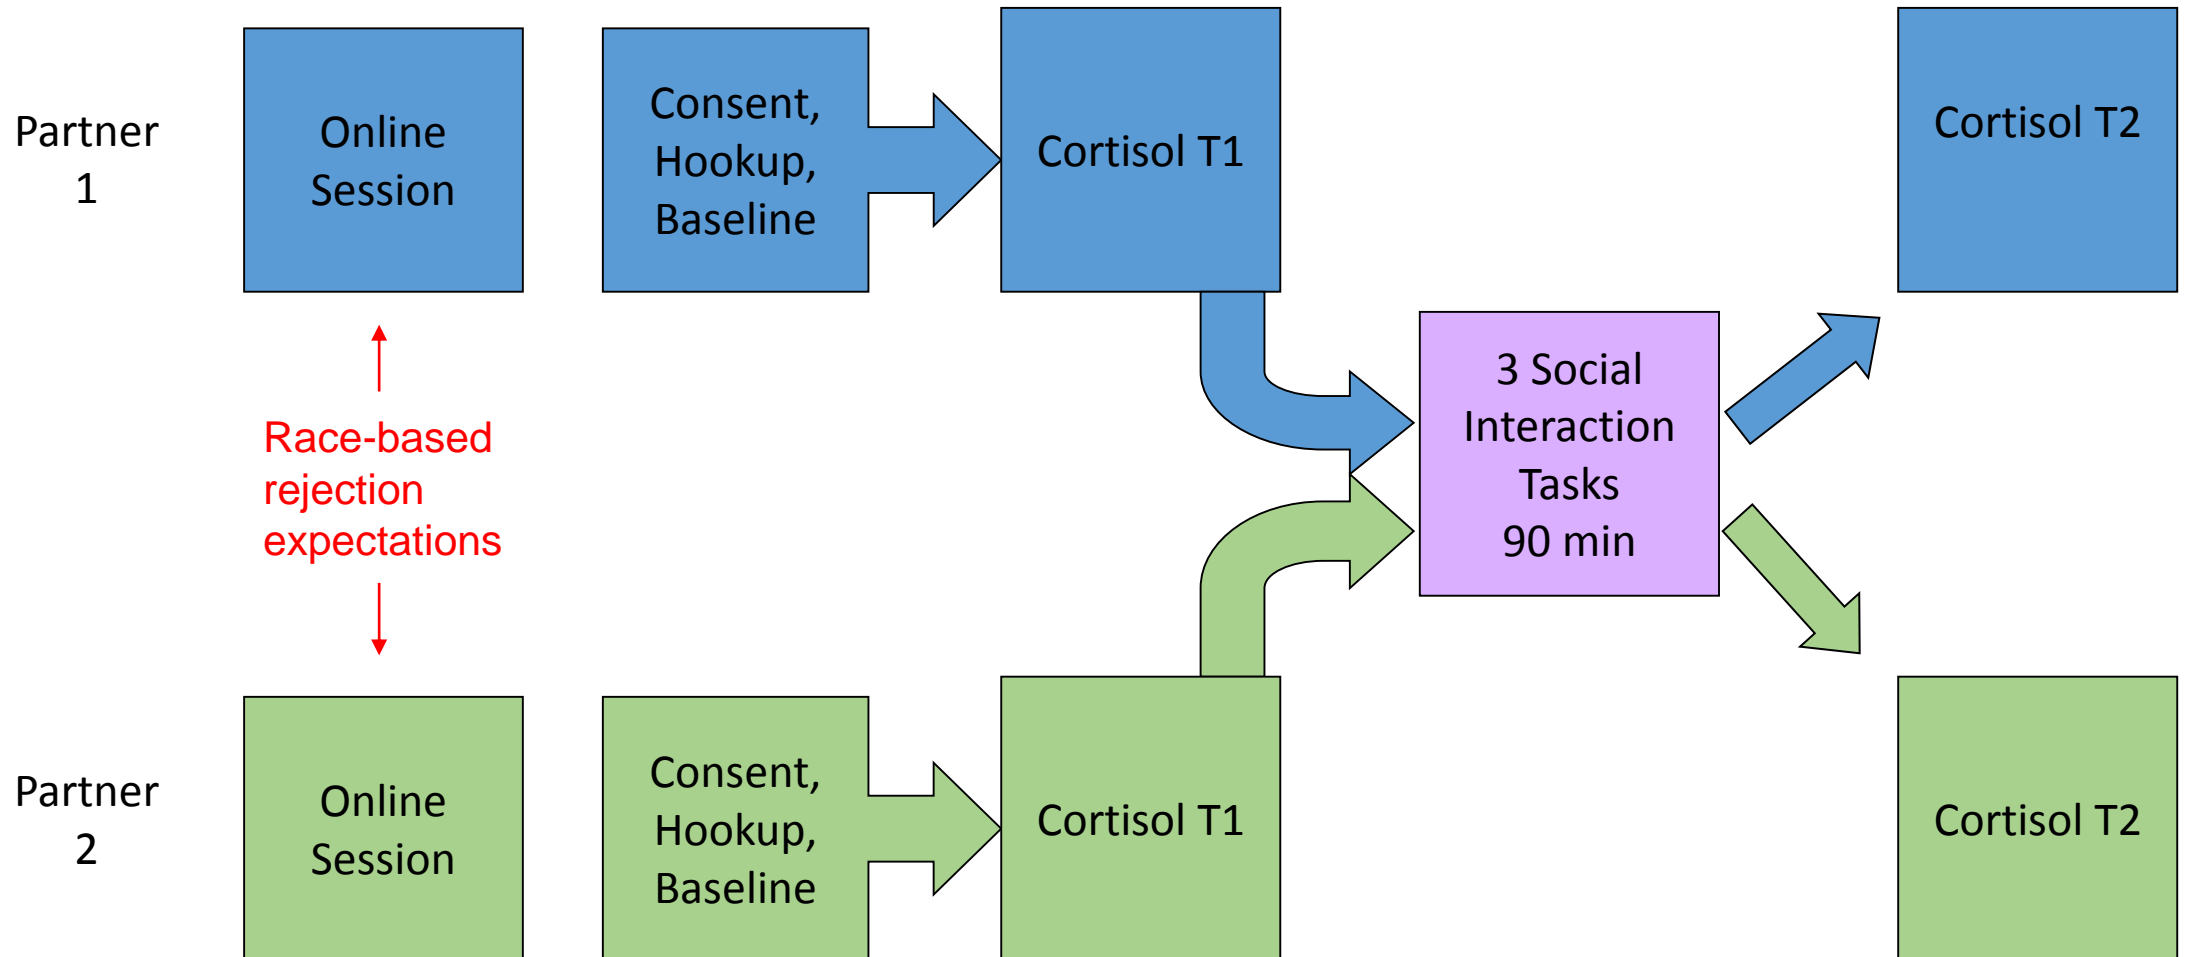 Partner
1
Online
Session
Consent,
Hookup,
Baseline
Cortisol T1
Cortisol T2
Race-based
rejection
expectations
3 Social
Interaction
Tasks
90 min
Partner
2
Online
Session
Consent,
Hookup,
Baseline
Cortisol T1
Cortisol T2